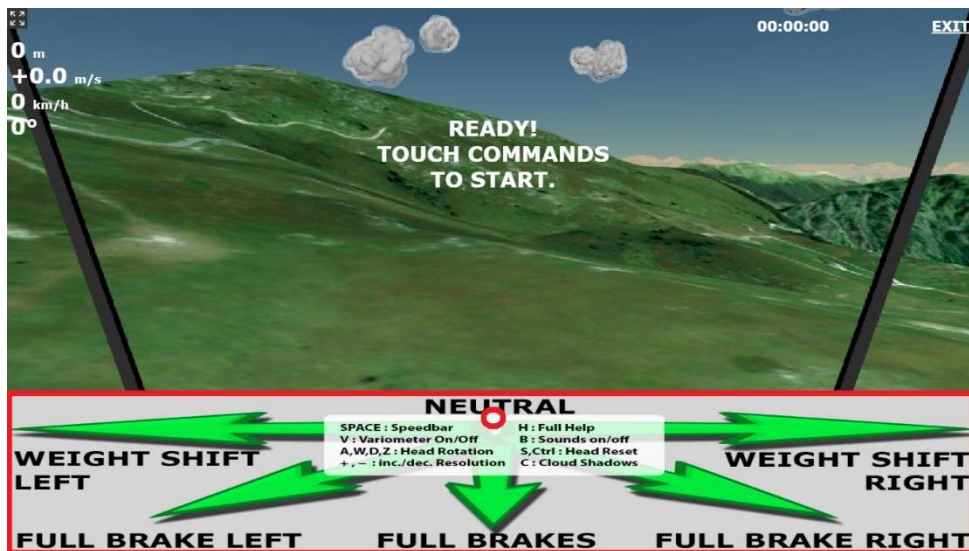 00:00:00
EXIT
0 m
+0.0 m/s
0 km/h
0°
READY!
TOUCH COMMANDS
TO START.
NEUTRAL
SPACE : Speedbar
H : Full Help
V : Variometer On/Off
B : Sounds on/off
A,W,D,Z : Head Rotation
S,Ctrl : Head Reset
+ , − : inc./dec. Resolution
C : Cloud Shadows
WEIGHT SHIFT
LEFT
WEIGHT SHIFT
RIGHT
FULL BRAKE LEFT
FULL BRAKES
FULL BRAKE RIGHT